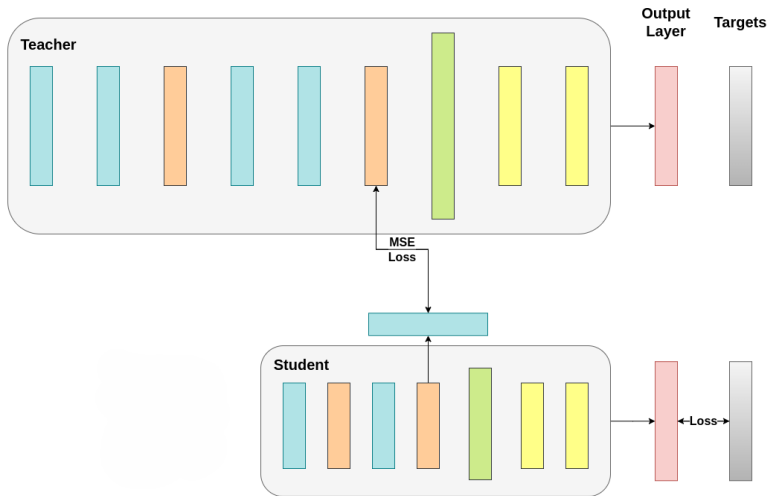 Output
Layer
Targets
Teacher
MSE
Loss
Student
Loss